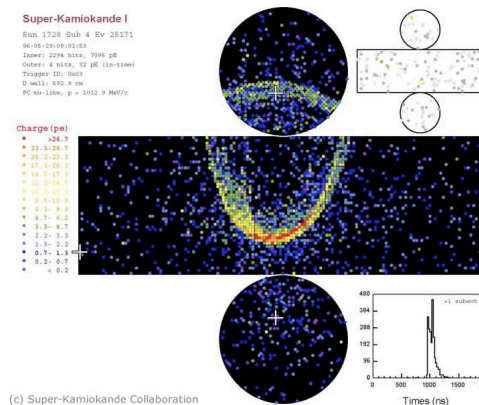 Super-Kamiokande I
Run 1728 Sub 4 Ev 25171
96-05-29:08:01:53
Inner: 2294 hits, 7096 pE
Outer: 4 hits, 32 pE (in-time)
Trigger ID: 0x03
D wall: 592.8 cm
FC mu-like, p = 1012.9 MeV/c
Charge(pe)
>26.7
23.3-26.7
20.2-23.3
17.3-20.2
14.7-17.3
12.2-14.7
10.0-12.2
8.0-10.0
6.2- 8.0
4.7- 6.2
3.3- 4.7
2.2- 3.3
1.3- 2.2
0.7- 1.3
0.2- 0.7
< 0.2
480
384
288
192
96
0
0
500
1000
1500
Times (ns)
(c) Super-Kamiokande Collaboration